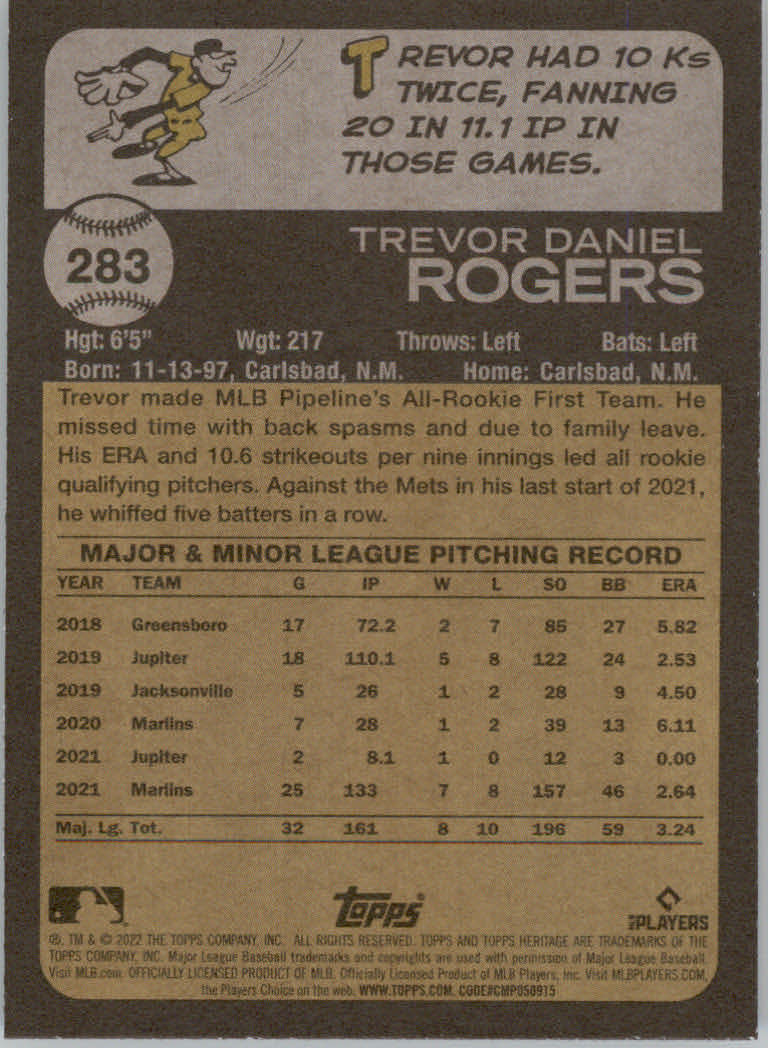 TREVOR HAD 10 Ks
TWICE, FANNING
20 IN 11.1 IP IN
THOSE GAMES.
283
TREVOR DANIEL
ROGERS
Hgt: 6'5" Wgt: 217 Throws: Left Bats: Left
Born: 11-13-97, Carlsbad, N.M. Home: Carlsbad, N.M.
Trevor made MLB Pipeline's All-Rookie First Team. He
missed time with back spasms and due to family leave.
His ERA and 10.6 strikeouts per nine innings led all rookie
qualifying pitchers. Against the Mets in his last start of 2021,
he whiffed five batters in a row.
MAJOR & MINOR LEAGUE PITCHING RECORD
YEAR TEAM G IP W L SO BB ERA
2018 Greensboro 17 72.2 2 7 85 27 5.82
2019 Jupiter 18 110.1 5 8 122 24 2.53
2019 Jacksonville 5 26 1 2 28 9 4.50
2020 Marlins 7 28 1 2 39 13 6.11
2021 Jupiter 2 8.1 1 0 12 3 0.00
2021 Marlins 25 133 7 8 157 46 2.64
Maj. Lg. Tot. 32 161 8 10 196 59 3.24
topps®
MLB PLAYERS
®, TM & © 2022 THE TOPPS COMPANY, INC. ALL RIGHTS RESERVED. TOPPS AND TOPPS HERITAGE ARE TRADEMARKS OF THE
TOPPS COMPANY, INC. Major League Baseball trademarks and copyrights are used with permission of Major League Baseball.
Visit MLB.com. OFFICIALLY LICENSED PRODUCT OF MLB. Officially Licensed Product of MLB Players, Inc. Visit MLBPLAYERS.COM,
the Players Choice on the web. WWW.TOPPS.COM. CODE#CMP050915